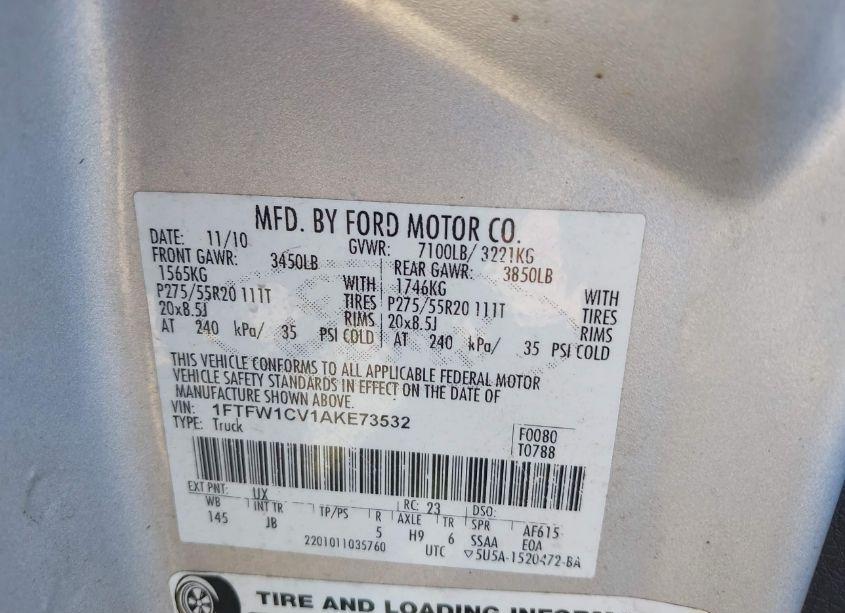 MFD. BY FORD MOTOR CO.
DATE: 11/10 GVWR: 7100LB/ 3221KG
FRONT GAWR: 3450LB REAR GAWR: 3850LB
1565KG WITH 1746KG WITH
P275/55R20 111T TIRES P275/55R20 111T TIRES
20x8.5J RIMS 20x8.5J RIMS
AT 240 kPa/ 35 PSI COLD AT 240 kPa/ 35 PSI COLD
THIS VEHICLE CONFORMS TO ALL APPLICABLE FEDERAL MOTOR
VEHICLE SAFETY STANDARDS IN EFFECT ON THE DATE OF
MANUFACTURE SHOWN ABOVE.
VIN: 1FTFW1CV1AKE73532
TYPE: Truck
F0080
T0788
EXT PNT: UX RC: 23 DSO:
WB INT TR TP/PS R AXLE TR SPR AF615
145 JB 5 H9 6 SSAA EOA
2201011035760 UTC ▽5U5A-1520472-BA
TIRE AND LOADING